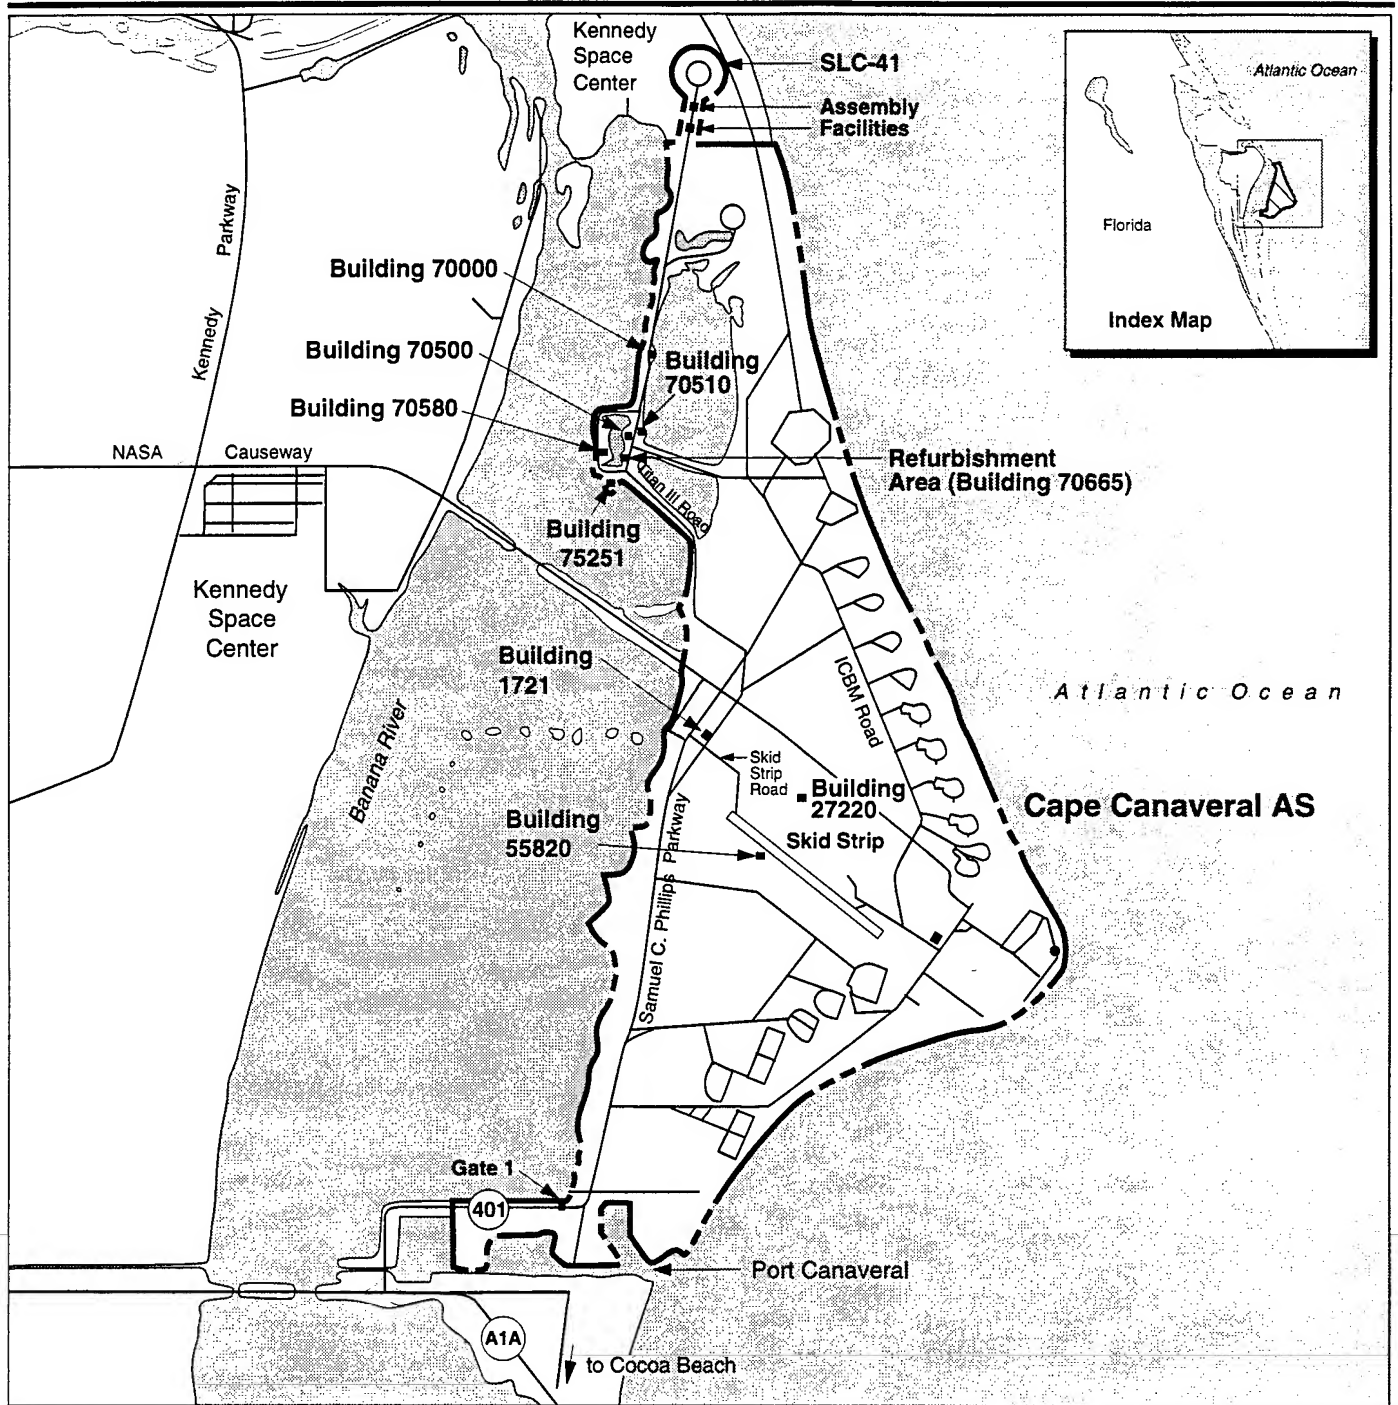 Kennedy
Space
Center
SLC-41
Assembly
Facilities
Atlantic Ocean
Florida
Index Map
Kennedy Parkway
Building 70000
Building 70500
Building
70510
Building 70580
NASA Causeway
Refurbishment
Area (Building 70665)
Titan III Road
Building
75251
Kennedy
Space
Center
Building
1721
ICBM Road
Atlantic Ocean
Banana River
Skid
Strip
Road
Building
27220
Skid Strip
Cape Canaveral AS
Building
55820
Samuel C. Phillips Parkway
Gate 1
401
Port Canaveral
A1A
to Cocoa Beach